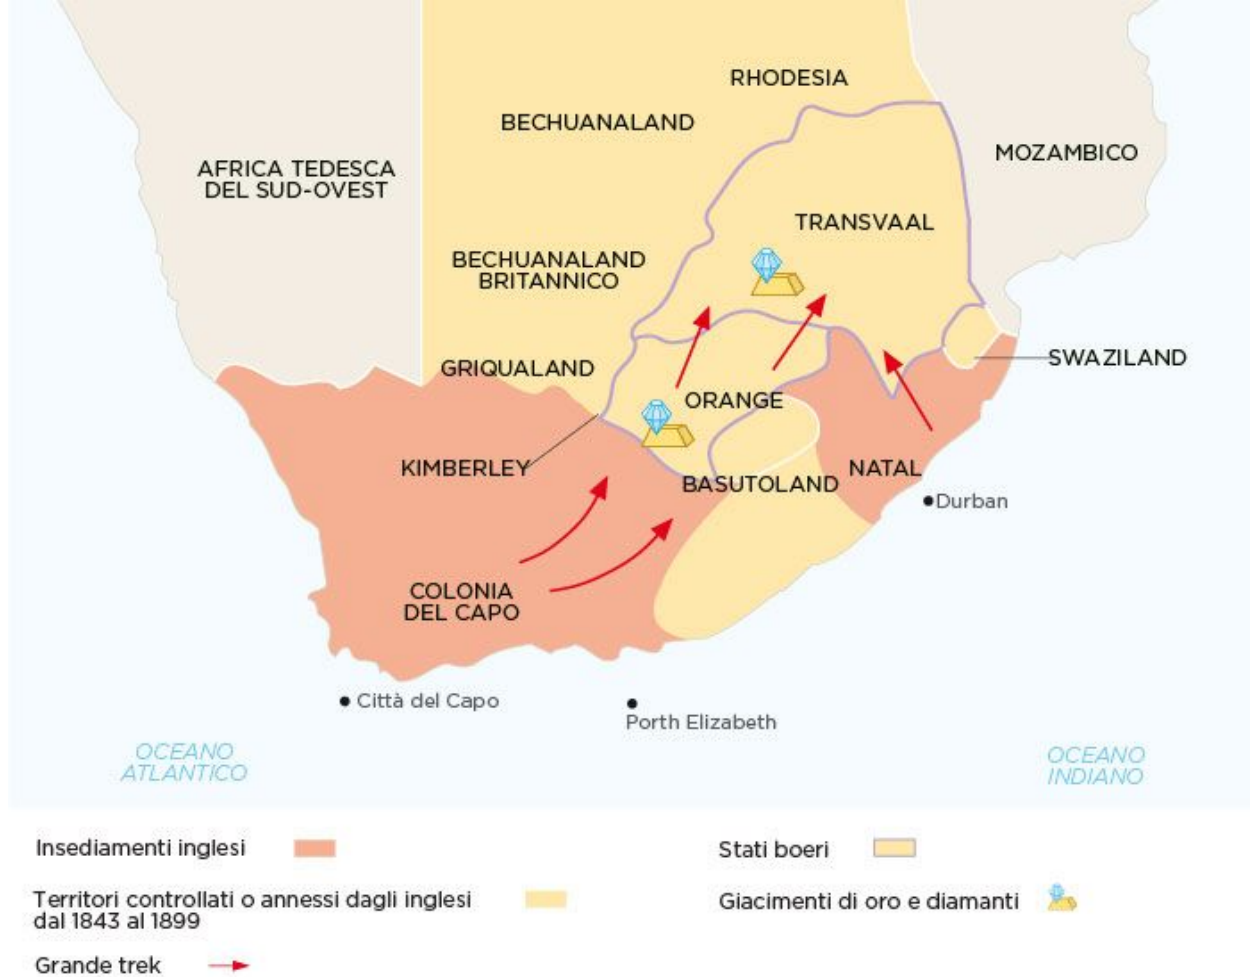 RHODESIA
BECHUANALAND
MOZAMBICO
AFRICA TEDESCA
DEL SUD-OVEST
TRANSVAAL
BECHUANALAND
BRITANNICO
SWAZILAND
GRIQUALAND
ORANGE
KIMBERLEY
NATAL
BASUTOLAND
Durban
COLONIA
DEL CAPO
Città del Capo
Porth Elizabeth
OCEANO
ATLANTICO
OCEANO
INDIANO
Insediamenti inglesi
Stati boeri
Territori controllati o annessi dagli inglesi
dal 1843 al 1899
Giacimenti di oro e diamanti
Grande trek